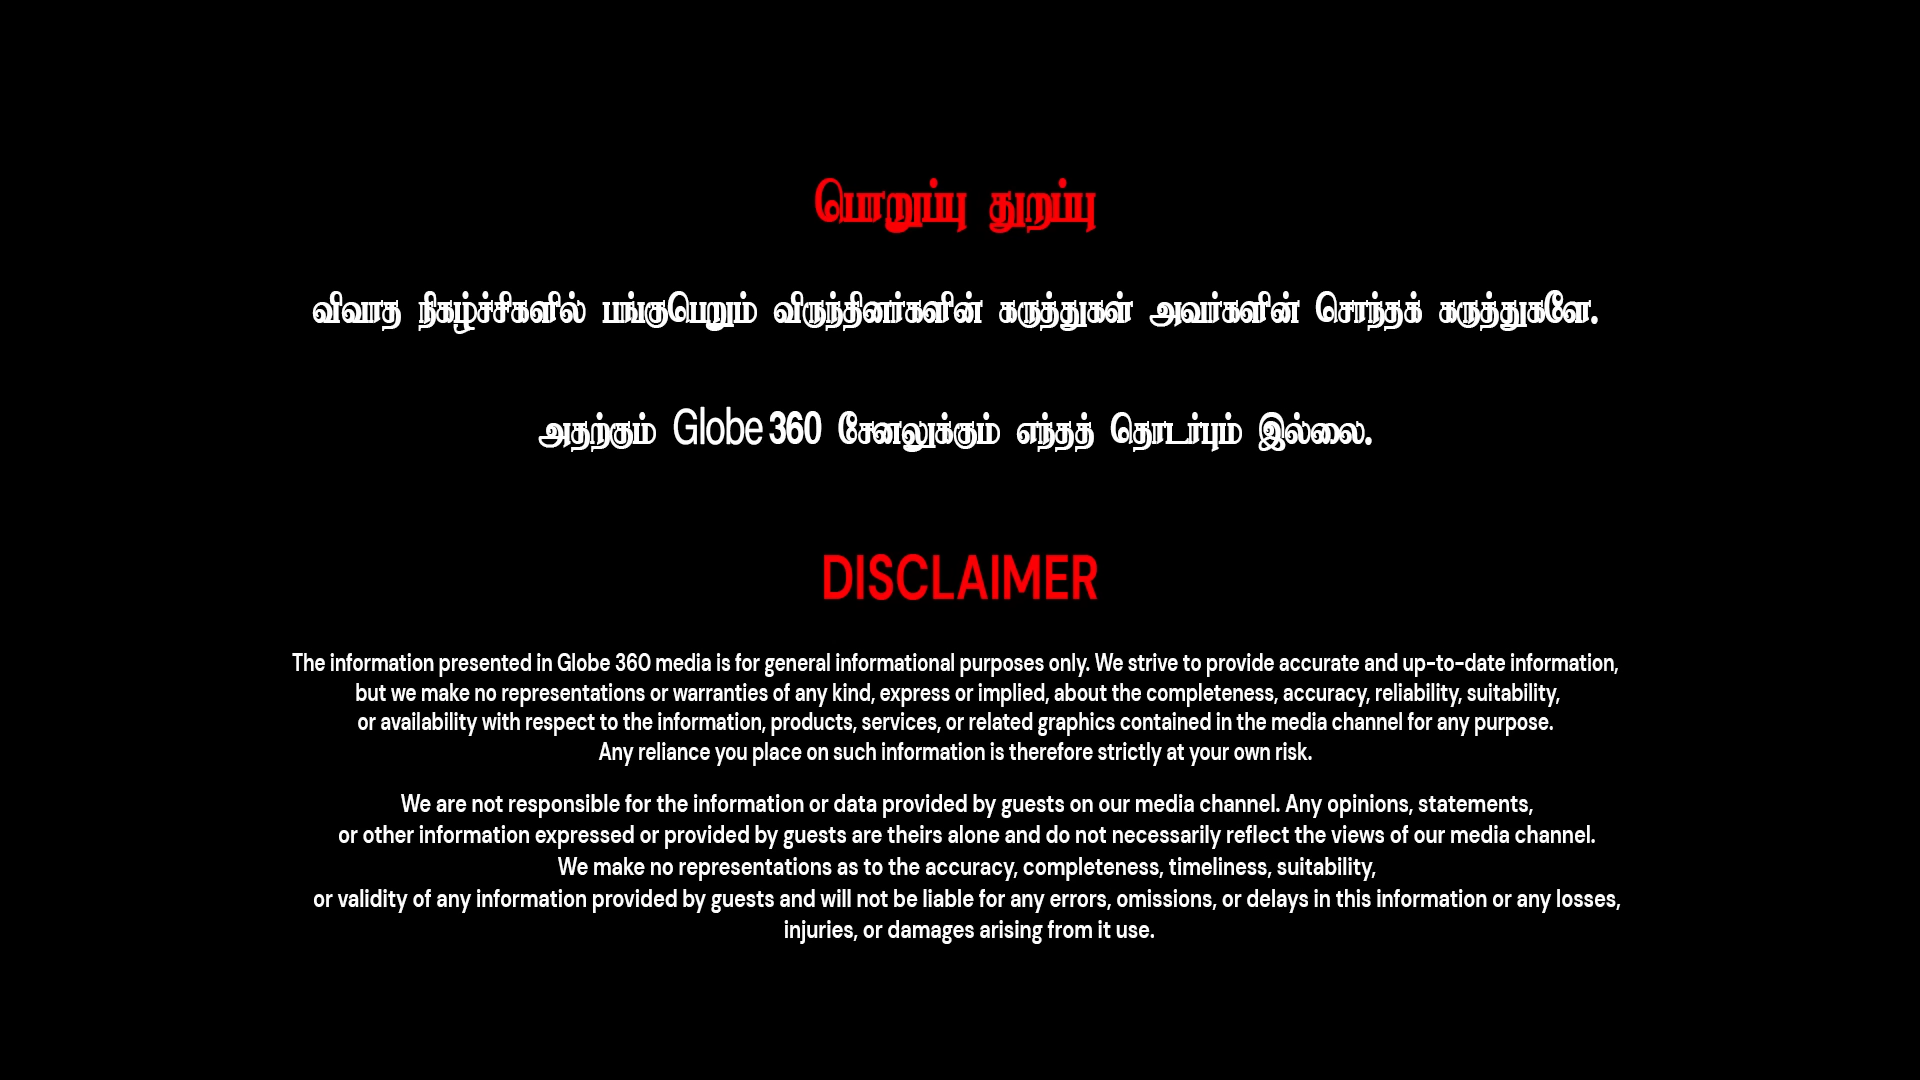 பொறுப்பு துறப்பு
விவாத நிகழ்ச்சிகளில் பங்குபெறும் விருந்தினர்களின் கருத்துகள் அவர்களின் சொந்தக் கருத்துகளே.
அதற்கும் Globe 360 சேனலுக்கும் எந்தத் தொடர்பும் இல்லை.
DISCLAIMER
The information presented in Globe 360 media is for general informational purposes only. We strive to provide accurate and up-to-date information,
but we make no representations or warranties of any kind, express or implied, about the completeness, accuracy, reliability, suitability,
or availability with respect to the information, products, services, or related graphics contained in the media channel for any purpose.
Any reliance you place on such information is therefore strictly at your own risk.
We are not responsible for the information or data provided by guests on our media channel. Any opinions, statements,
or other information expressed or provided by guests are theirs alone and do not necessarily reflect the views of our media channel.
We make no representations as to the accuracy, completeness, timeliness, suitability,
or validity of any information provided by guests and will not be liable for any errors, omissions, or delays in this information or any losses,
injuries, or damages arising from it use.